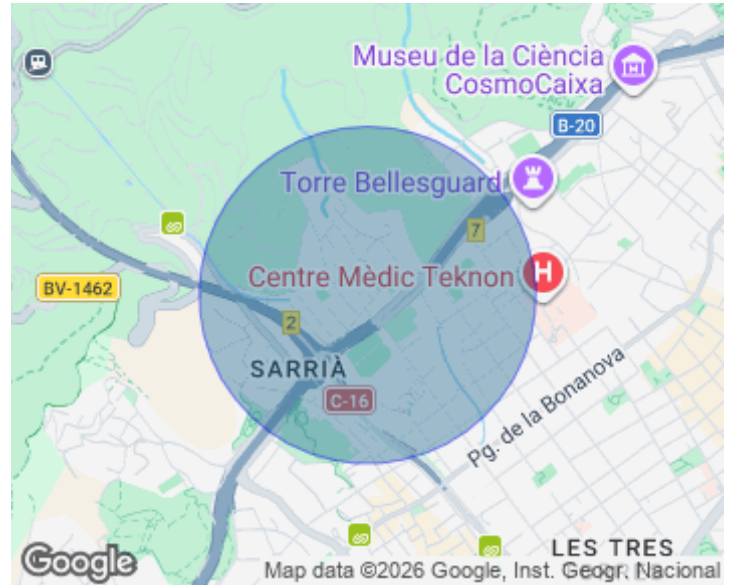 Museu de la Ciència
CosmoCaixa
B-20
Torre Bellesguard
7
Centre Mèdic Teknon
H
BV-1462
2
SARRIÀ
C-16
Pg. de la Bonanova
LES TRES
Google
Map data ©2026 Google, Inst. Geogr. Nacional